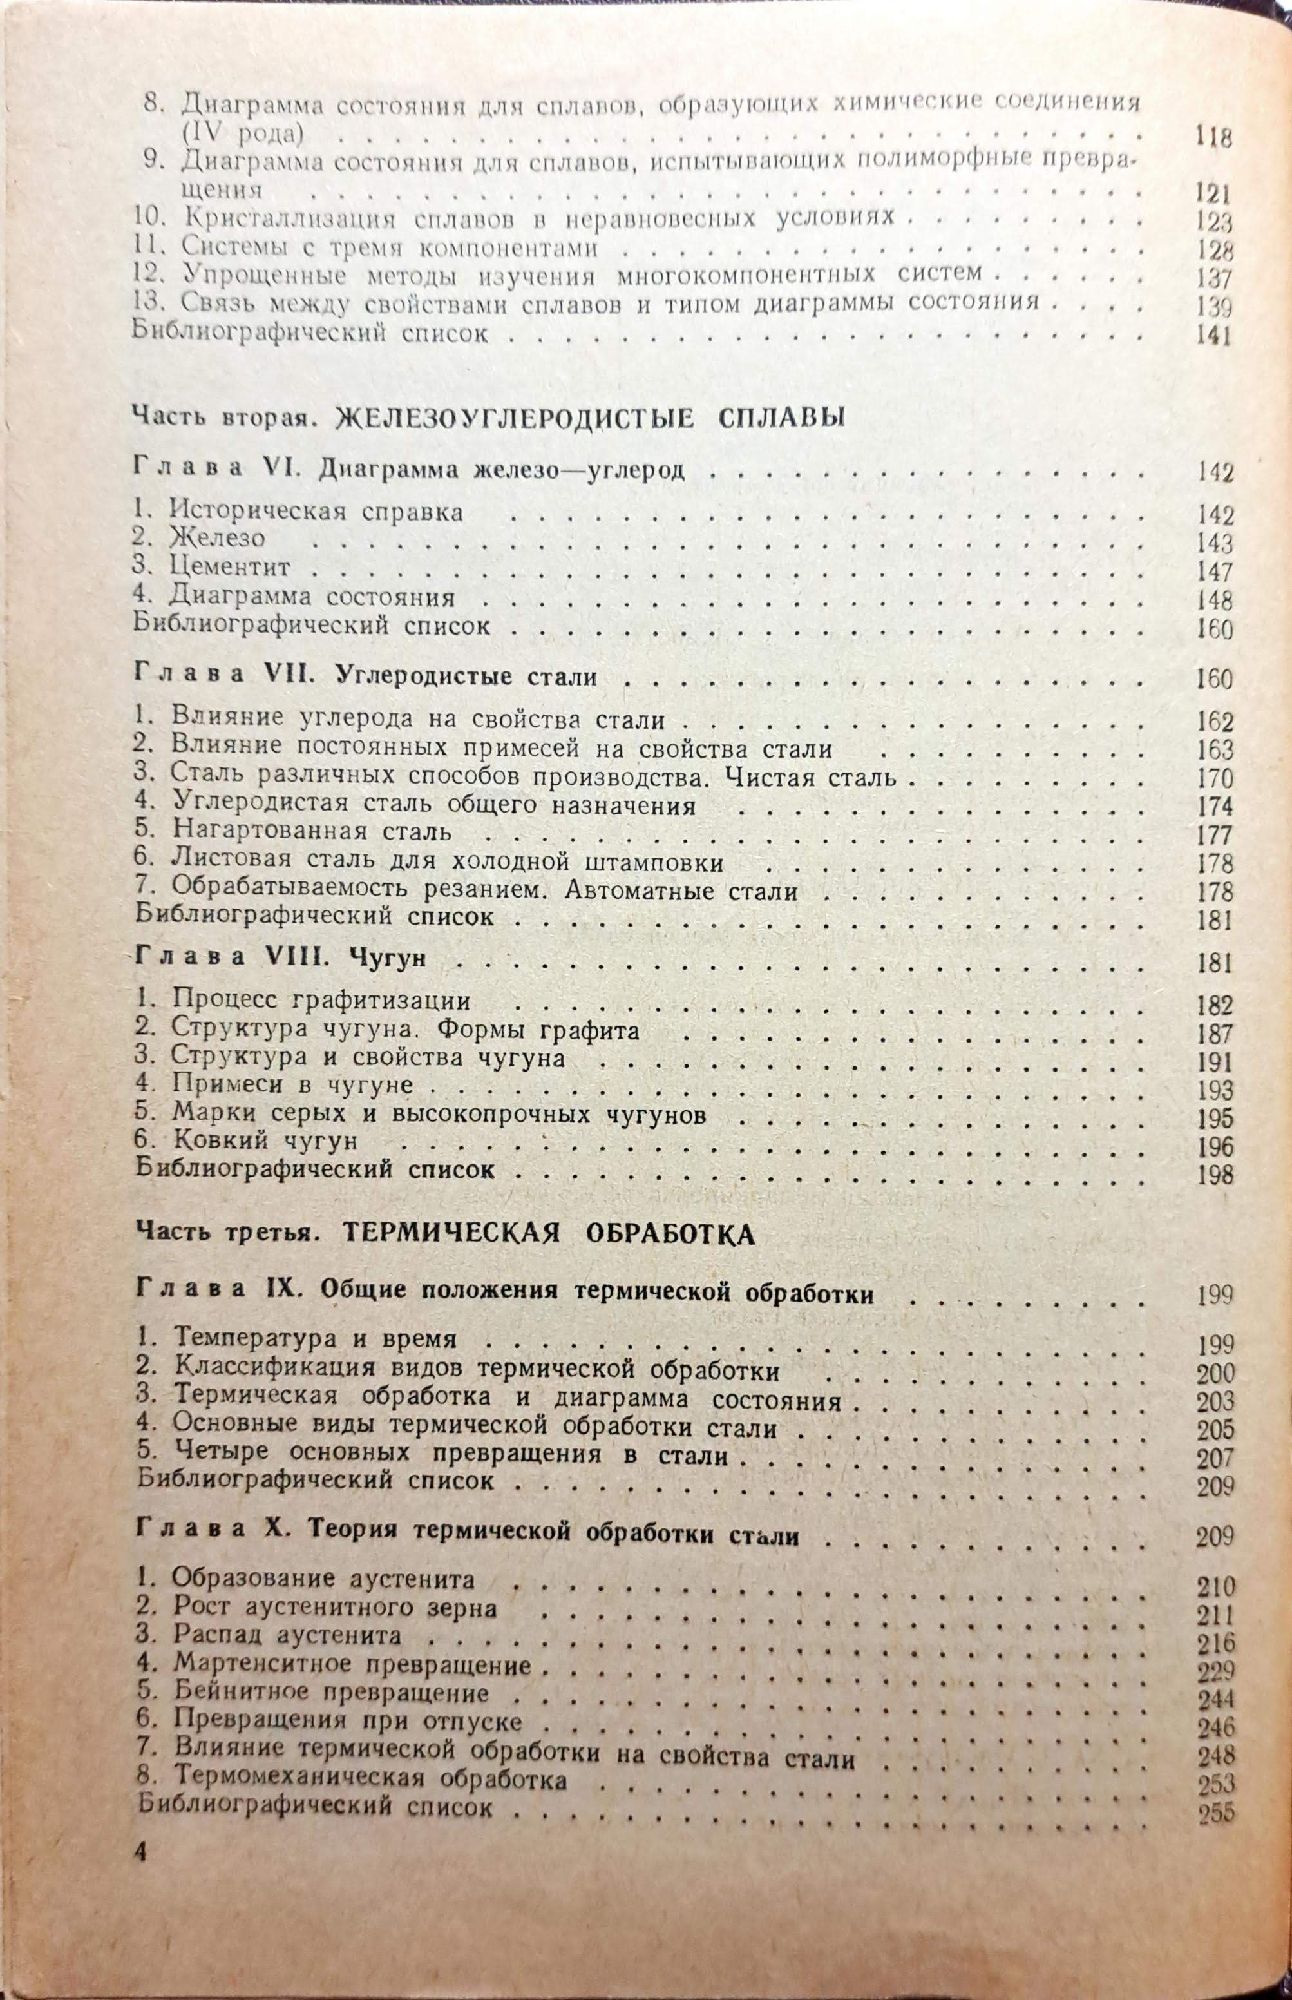 8. Диаграмма состояния для сплавов, образующих химические соединения
(IV рода) . . . . . . . . . . . . . . . . . . . . . . . . . . . . . 118
9. Диаграмма состояния для сплавов, испытывающих полиморфные превра-
щения . . . . . . . . . . . . . . . . . . . . . . . . . . . . . . 121
10. Кристаллизация сплавов в неравновесных условиях . . . . . . . . . 123
11. Системы с тремя компонентами . . . . . . . . . . . . . . . . . . . 128
12. Упрощенные методы изучения многокомпонентных систем . . . . . . 137
13. Связь между свойствами сплавов и типом диаграммы состояния . . . . 139
Библиографический список . . . . . . . . . . . . . . . . . . . . . . . 141
Часть вторая. ЖЕЛЕЗОУГЛЕРОДИСТЫЕ СПЛАВЫ
Глава VI. Диаграмма железо—углерод . . . . . . . . . . . . . . . . 142
1. Историческая справка . . . . . . . . . . . . . . . . . . . . . . . 142
2. Железо . . . . . . . . . . . . . . . . . . . . . . . . . . . . . . 143
3. Цементит . . . . . . . . . . . . . . . . . . . . . . . . . . . . . . 147
4. Диаграмма состояния . . . . . . . . . . . . . . . . . . . . . . . . 148
Библиографический список . . . . . . . . . . . . . . . . . . . . . . . 160
Глава VII. Углеродистые стали . . . . . . . . . . . . . . . . . . . 160
1. Влияние углерода на свойства стали . . . . . . . . . . . . . . . . . 162
2. Влияние постоянных примесей на свойства стали . . . . . . . . . . 163
3. Сталь различных способов производства. Чистая сталь . . . . . . . . . 170
4. Углеродистая сталь общего назначения . . . . . . . . . . . . . . . 174
5. Нагартованная сталь . . . . . . . . . . . . . . . . . . . . . . . . 177
6. Листовая сталь для холодной штамповки . . . . . . . . . . . . . . 178
7. Обрабатываемость резанием. Автоматные стали . . . . . . . . . . . . 178
Библиографический список . . . . . . . . . . . . . . . . . . . . . . . 181
Глава VIII. Чугун . . . . . . . . . . . . . . . . . . . . . . . . . 181
1. Процесс графитизации . . . . . . . . . . . . . . . . . . . . . . . 182
2. Структура чугуна. Формы графита . . . . . . . . . . . . . . . . . 187
3. Структура и свойства чугуна . . . . . . . . . . . . . . . . . . . . 191
4. Примеси в чугуне . . . . . . . . . . . . . . . . . . . . . . . . . . 193
5. Марки серых и высокопрочных чугунов . . . . . . . . . . . . . . . 195
6. Ковкий чугун . . . . . . . . . . . . . . . . . . . . . . . . . . . 196
Библиографический список . . . . . . . . . . . . . . . . . . . . . . . 198
Часть третья. ТЕРМИЧЕСКАЯ ОБРАБОТКА
Глава IX. Общие положения термической обработки . . . . . . . . . 199
1. Температура и время . . . . . . . . . . . . . . . . . . . . . . . . 199
2. Классификация видов термической обработки . . . . . . . . . . . . 200
3. Термическая обработка и диаграмма состояния . . . . . . . . . . . 203
4. Основные виды термической обработки стали . . . . . . . . . . . . . 205
5. Четыре основных превращения в стали . . . . . . . . . . . . . . . 207
Библиографический список . . . . . . . . . . . . . . . . . . . . . . . 209
Глава X. Теория термической обработки стали . . . . . . . . . . . . 209
1. Образование аустенита . . . . . . . . . . . . . . . . . . . . . . . 210
2. Рост аустенитного зерна . . . . . . . . . . . . . . . . . . . . . . 211
3. Распад аустенита . . . . . . . . . . . . . . . . . . . . . . . . . . 216
4. Мартенситное превращение . . . . . . . . . . . . . . . . . . . . . . 229
5. Бейнитное превращение . . . . . . . . . . . . . . . . . . . . . . . 244
6. Превращения при отпуске . . . . . . . . . . . . . . . . . . . . . . 246
7. Влияние термической обработки на свойства стали . . . . . . . . . . 248
8. Термомеханическая обработка . . . . . . . . . . . . . . . . . . . . 253
Библиографический список . . . . . . . . . . . . . . . . . . . . . . . 255
4